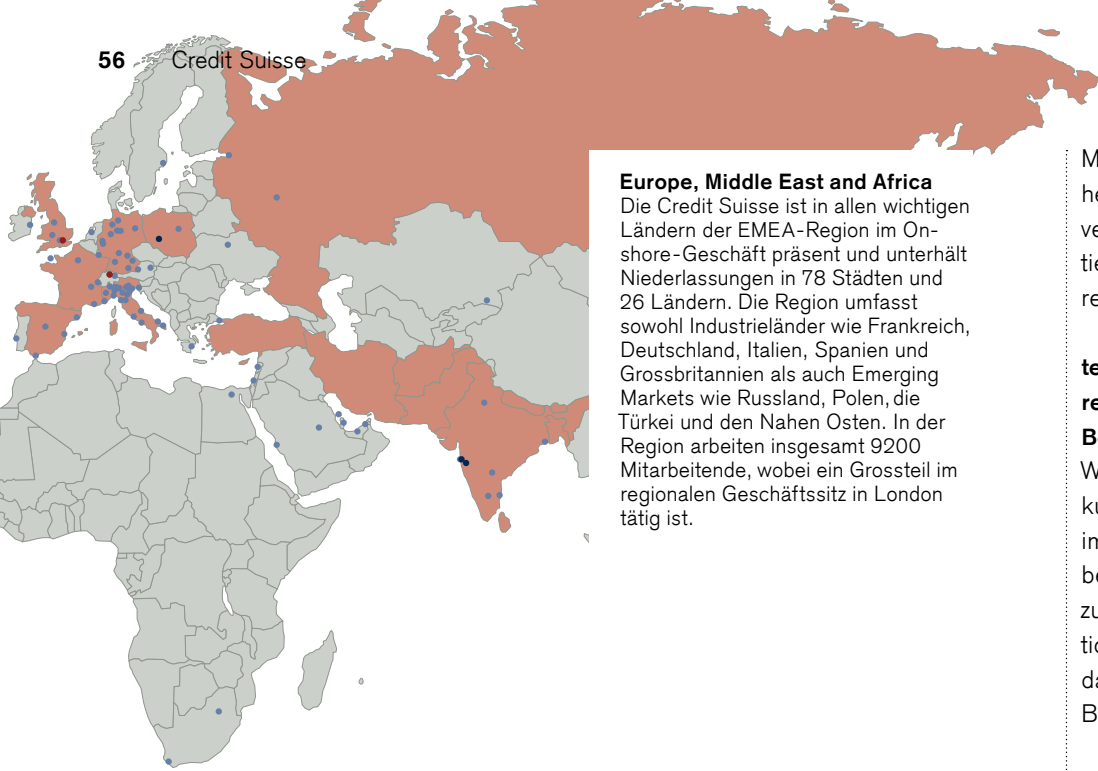 56 Credit Suisse
Europe, Middle East and Africa
Die Credit Suisse ist in allen wichtigen
Ländern der EMEA-Region im On-
shore-Geschäft präsent und unterhält
Niederlassungen in 78 Städten und
26 Ländern. Die Region umfasst
sowohl Industrieländer wie Frankreich,
Deutschland, Italien, Spanien und
Grossbritannien als auch Emerging
Markets wie Russland, Polen, die
Türkei und den Nahen Osten. In der
Region arbeiten insgesamt 9200
Mitarbeitende, wobei ein Grossteil im
regionalen Geschäftssitz in London
tätig ist.